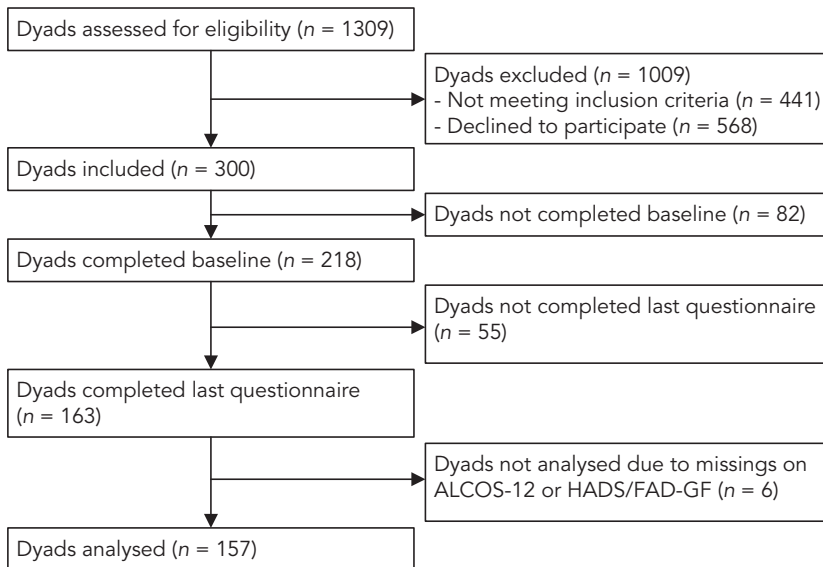 Dyads assessed for eligibility (n = 1309)
Dyads excluded (n = 1009)
- Not meeting inclusion criteria (n = 441)
- Declined to participate (n = 568)
Dyads included (n = 300)
Dyads not completed baseline (n = 82)
Dyads completed baseline (n = 218)
Dyads not completed last questionnaire
(n = 55)
Dyads completed last questionnaire
(n = 163)
Dyads not analysed due to missings on
ALCOS-12 or HADS/FAD-GF (n = 6)
Dyads analysed (n = 157)